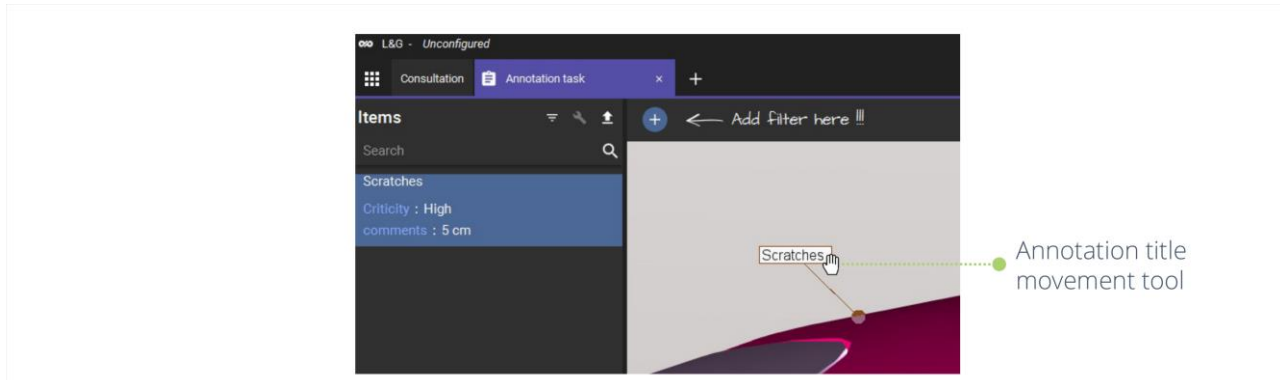 L&G - Unconfigured
Consultation
Annotation task
×
+
Items
+
Add filter here !!!
Search
Scratches
Criticity : High
comments : 5 cm
Scratches
Annotation title
movement tool